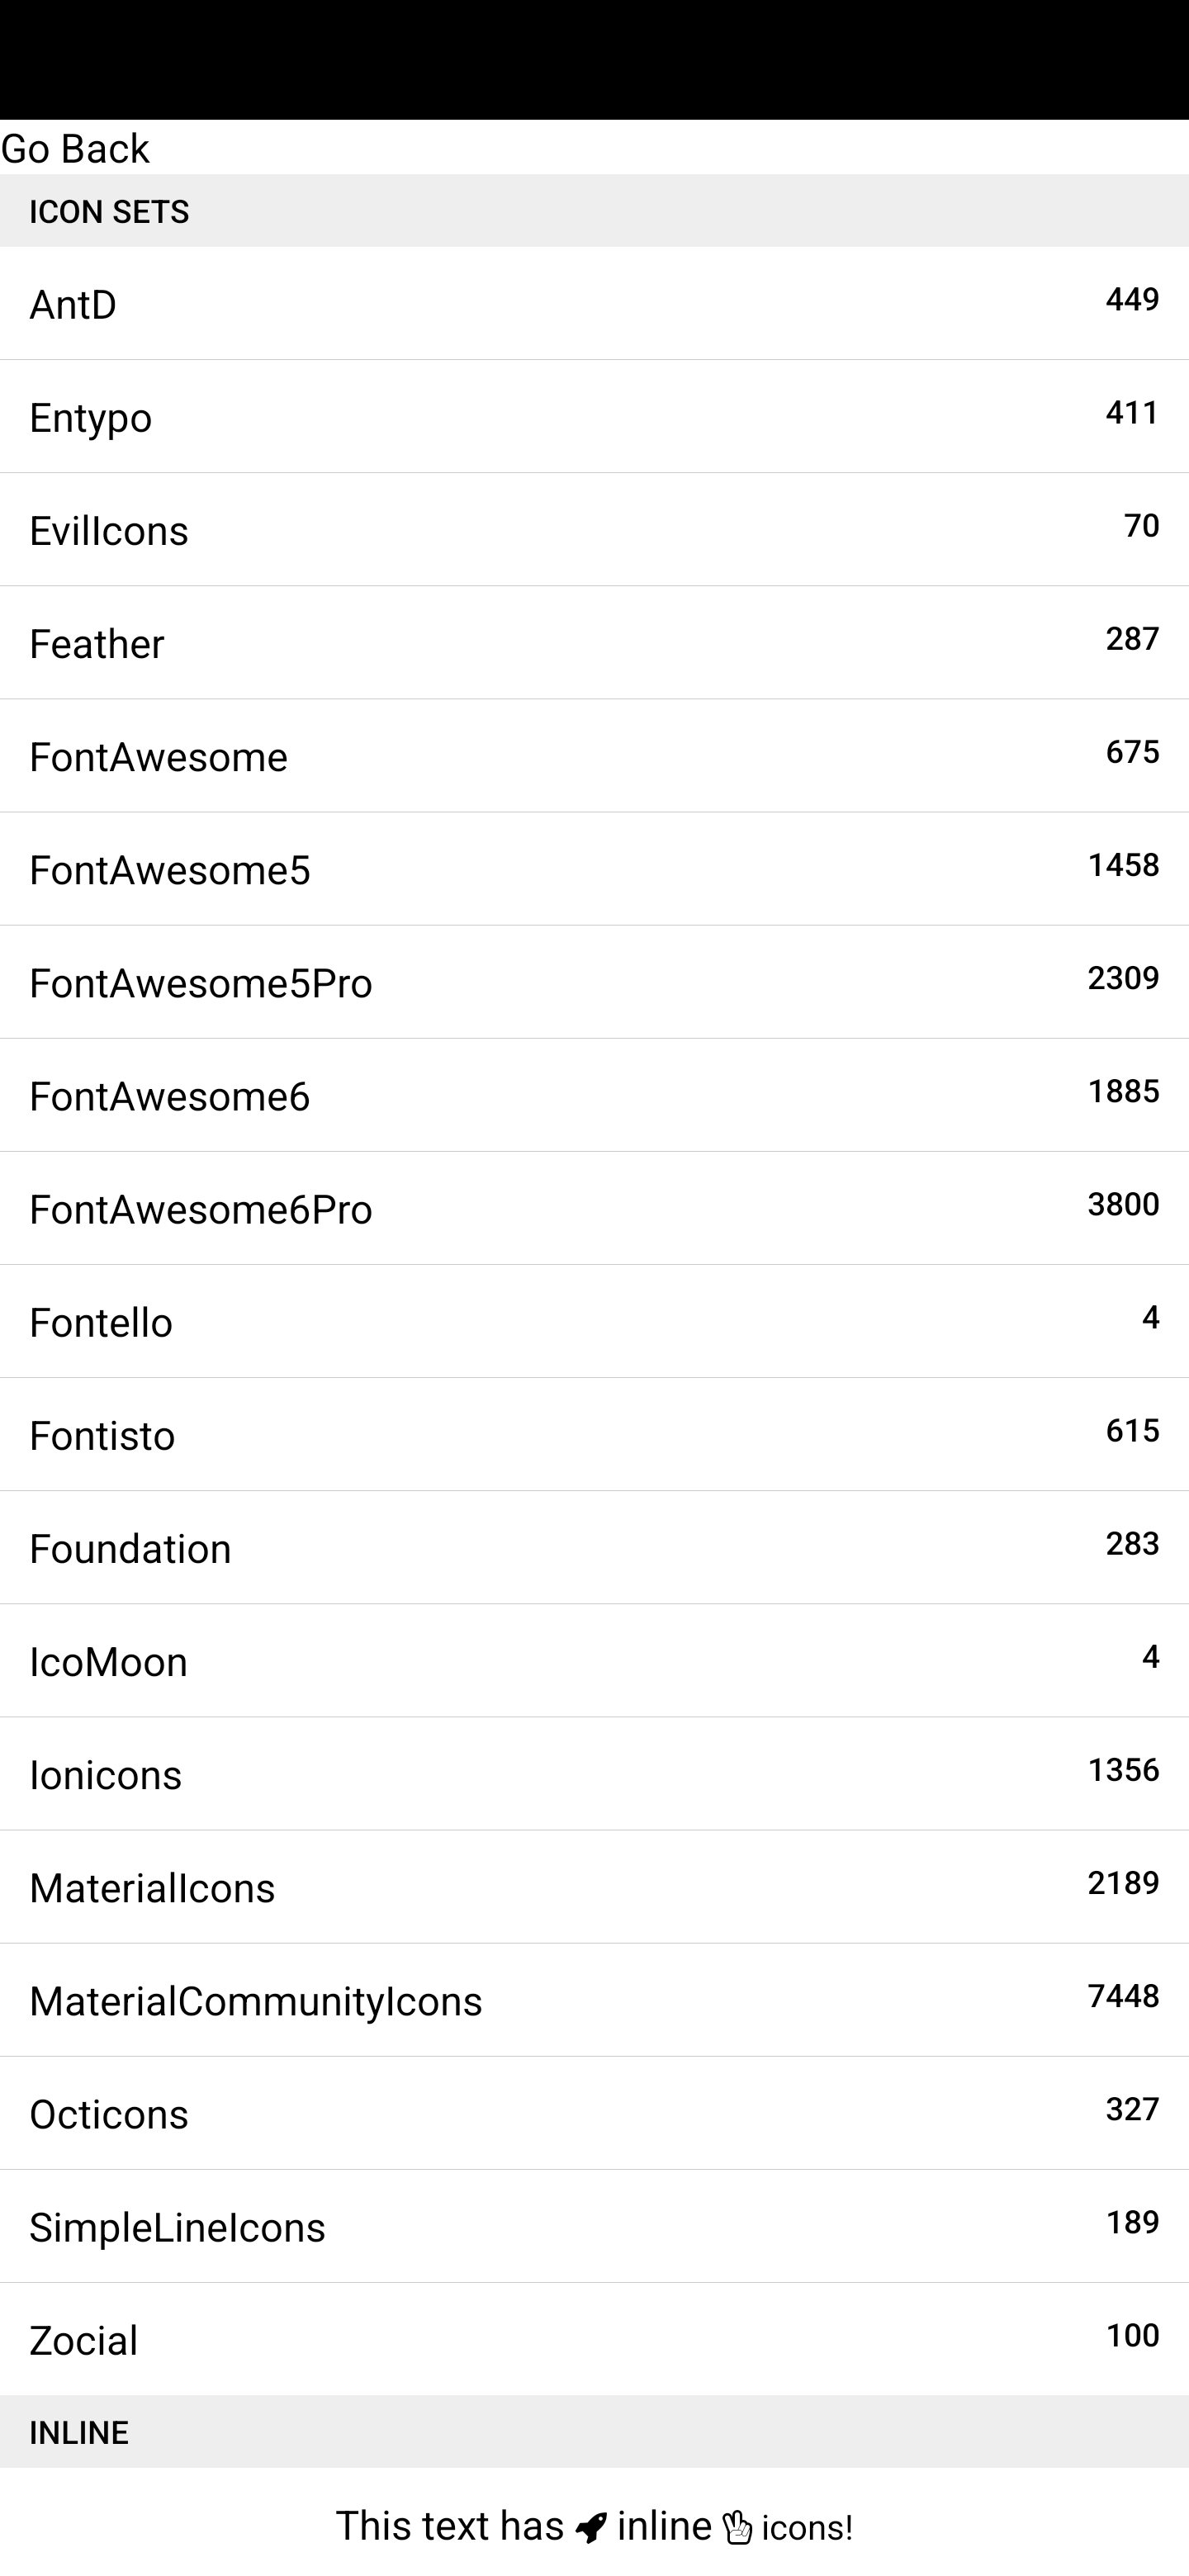 Go Back
ICON SETS
AntD 449
Entypo 411
EvilIcons 70
Feather 287
FontAwesome 675
FontAwesome5 1458
FontAwesome5Pro 2309
FontAwesome6 1885
FontAwesome6Pro 3800
Fontello 4
Fontisto 615
Foundation 283
IcoMoon 4
Ionicons 1356
MaterialIcons 2189
MaterialCommunityIcons 7448
Octicons 327
SimpleLineIcons 189
Zocial 100
INLINE
This text has inline icons!